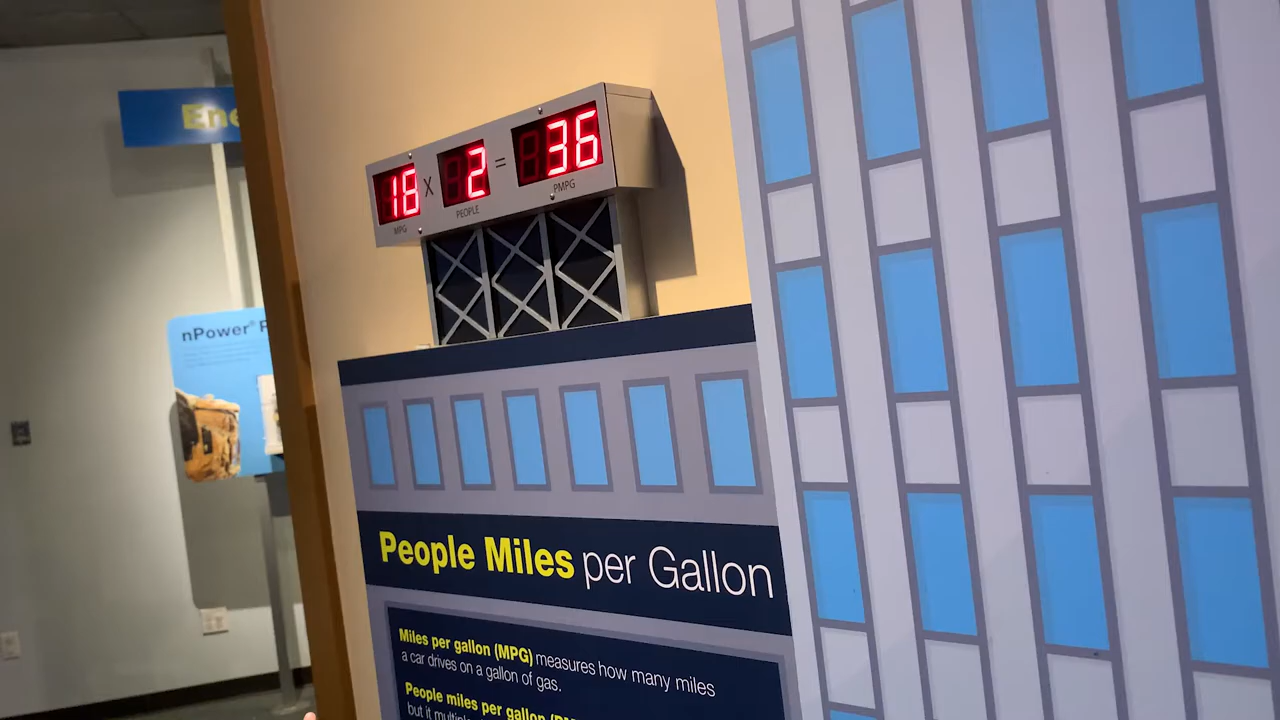 Ene
18 x 2 = 36
MPG PEOPLE PMPG
nPower® P
People Miles per Gallon
Miles per gallon (MPG) measures how many miles
a car drives on a gallon of gas.
People miles per gallon
but it